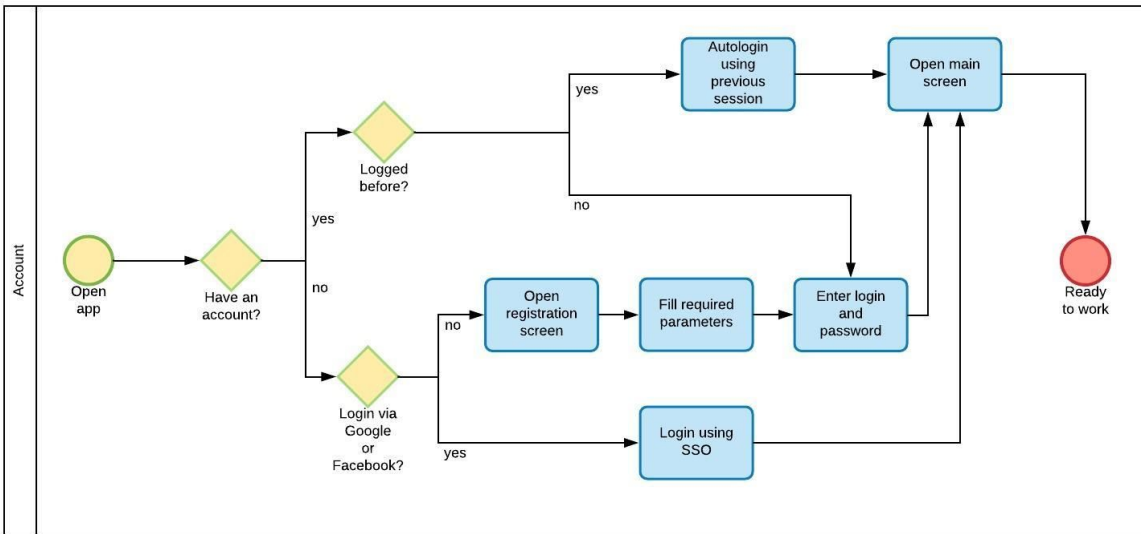 Account
Open
app
Have an
account?
yes
no
Logged
before?
yes
no
Autologin
using
previous
session
Open main
screen
Login via
Google
or
Facebook?
no
yes
Open
registration
screen
Fill required
parameters
Enter login
and
password
Login using
SSO
Ready
to work